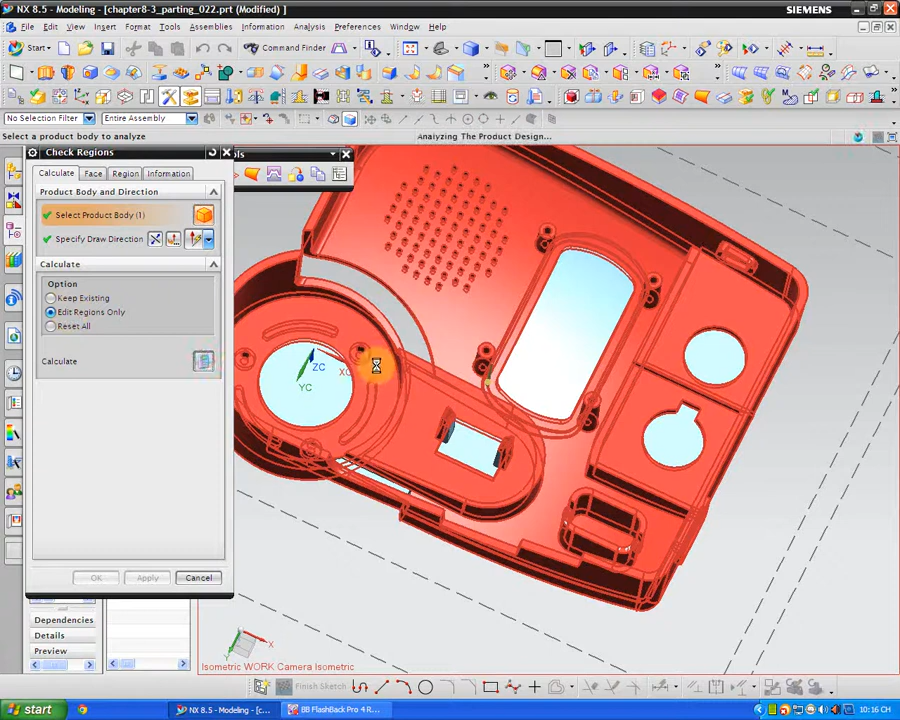 NX 8.5 - Modeling - [chapter8-3_parting_022.prt (Modified) ]
SIEMENS
File Edit View Insert Format Tools Assemblies Information Analysis Preferences Window Help
Start
Command Finder
No Selection Filter
Entire Assembly
Select a product body to analyze
Analyzing The Product Design...
Check Regions
ols
Calculate Face Region Information
Product Body and Direction
Select Product Body (1)
Specify Draw Direction
Calculate
Option
Keep Existing
Edit Regions Only
Reset All
Calculate
ZC
XC
YC
OK Apply Cancel
Dependencies
Details
Preview
X
Isometric WORK Camera Isometric
Finish Sketch
start
NX 8.5 - Modeling - [c...
BB FlashBack Pro 4 R...
10:16 CH